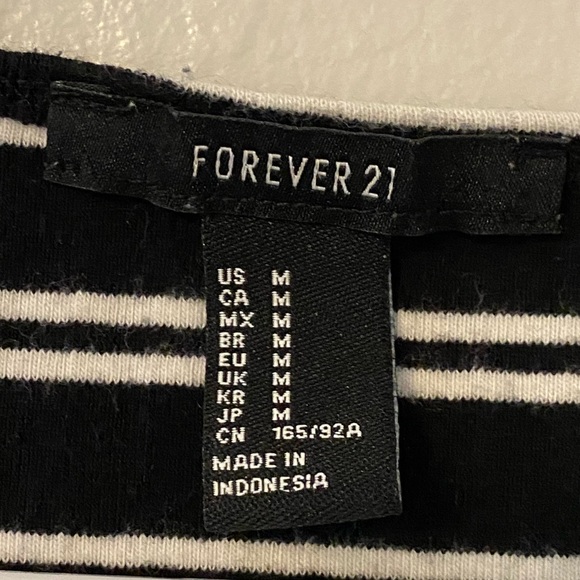 FOREVER 21
US M
CA M
MX M
BR M
EU M
UK M
KR M
JP M
CN 165/92A
MADE IN
INDONESIA